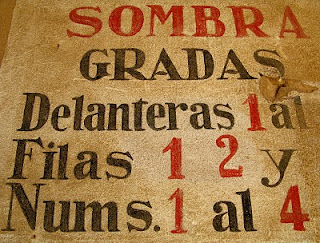 SOMBRA
GRADAS
Delanteras 1 al
Filas 1 2 y
Nums. 1 al 4